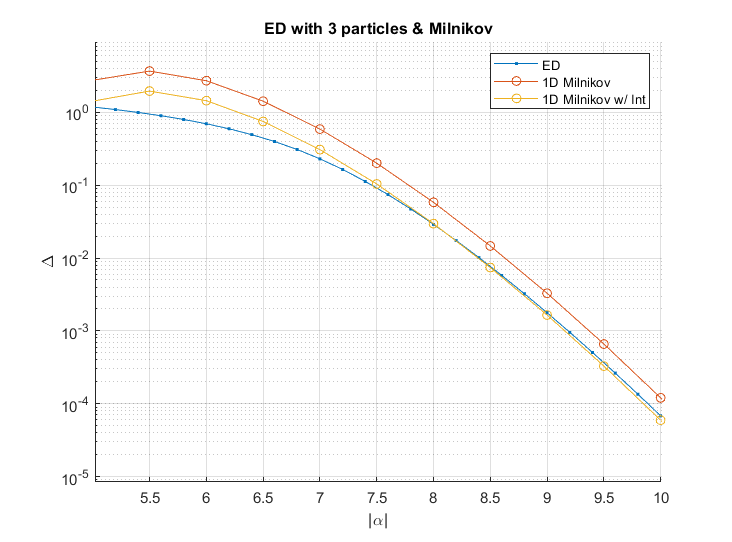 ED with 3 particles & Milnikov
ED
1D Milnikov
1D Milnikov w/ Int
10^0
10^-1
10^-2
10^-3
10^-4
10^-5
Δ
5.5 6 6.5 7 7.5 8 8.5 9 9.5 10
|α|